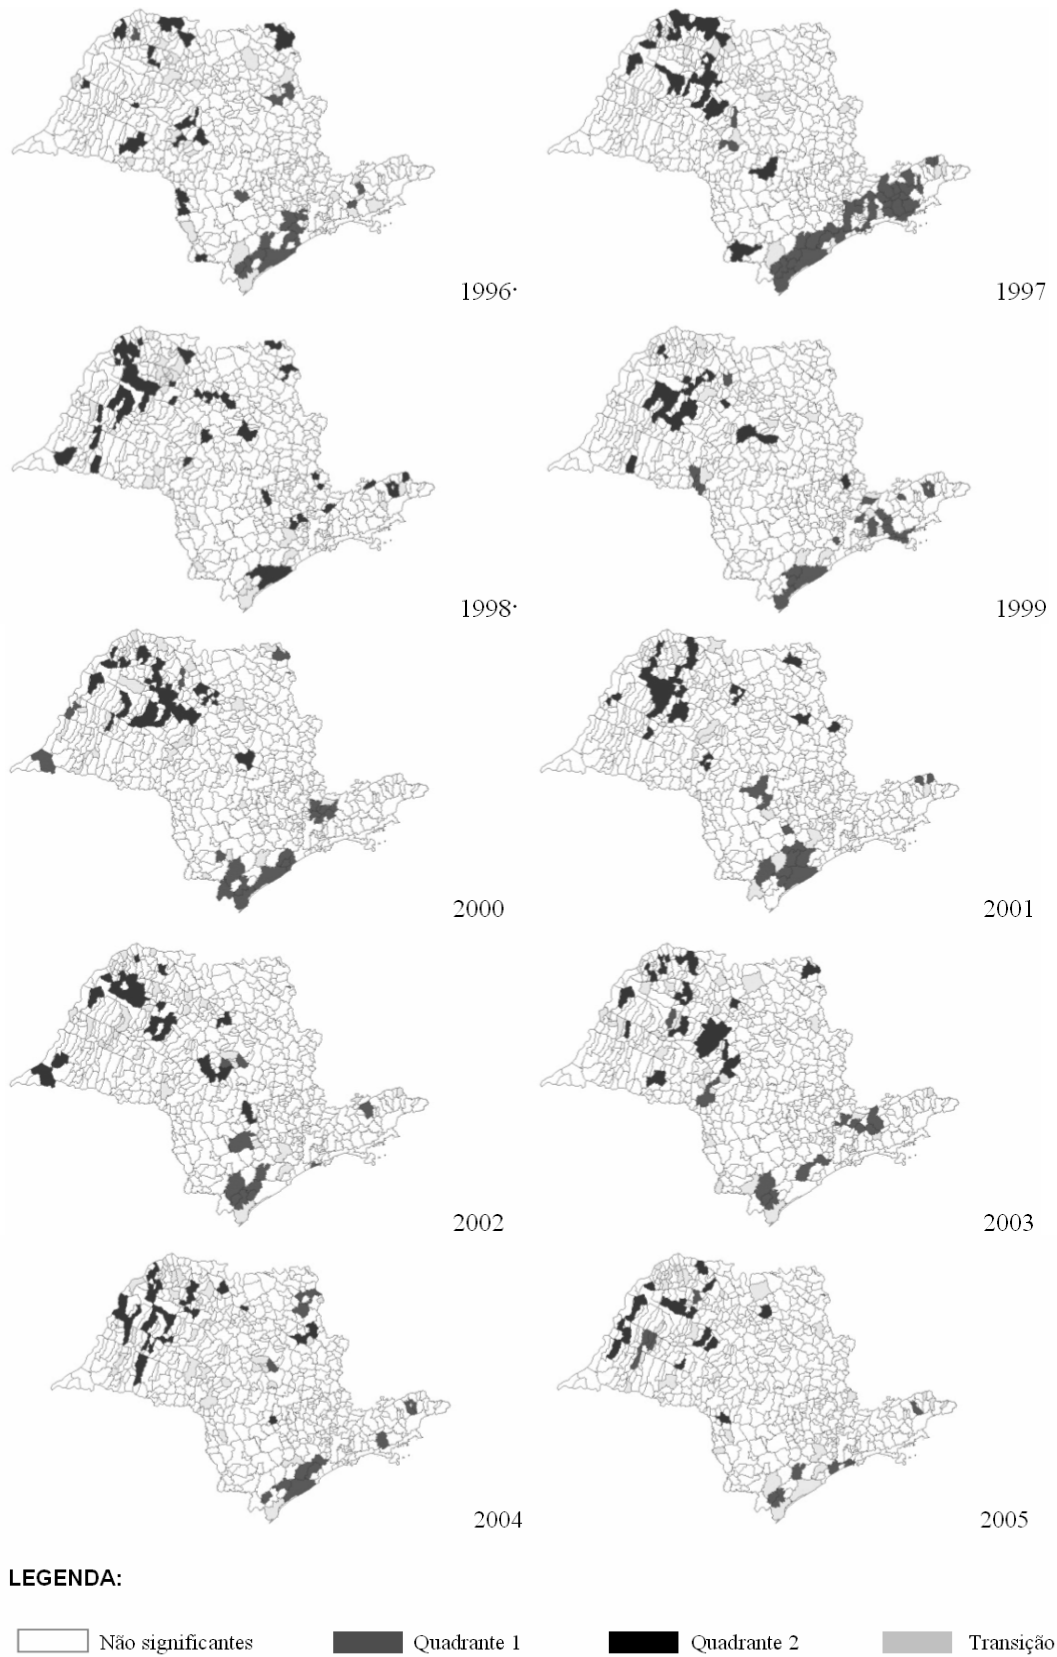 1996.
1997
1998.
1999
2000
2001
2002
2003
2004
2005
LEGENDA:
Não significantes
Quadrante 1
Quadrante 2
Transição